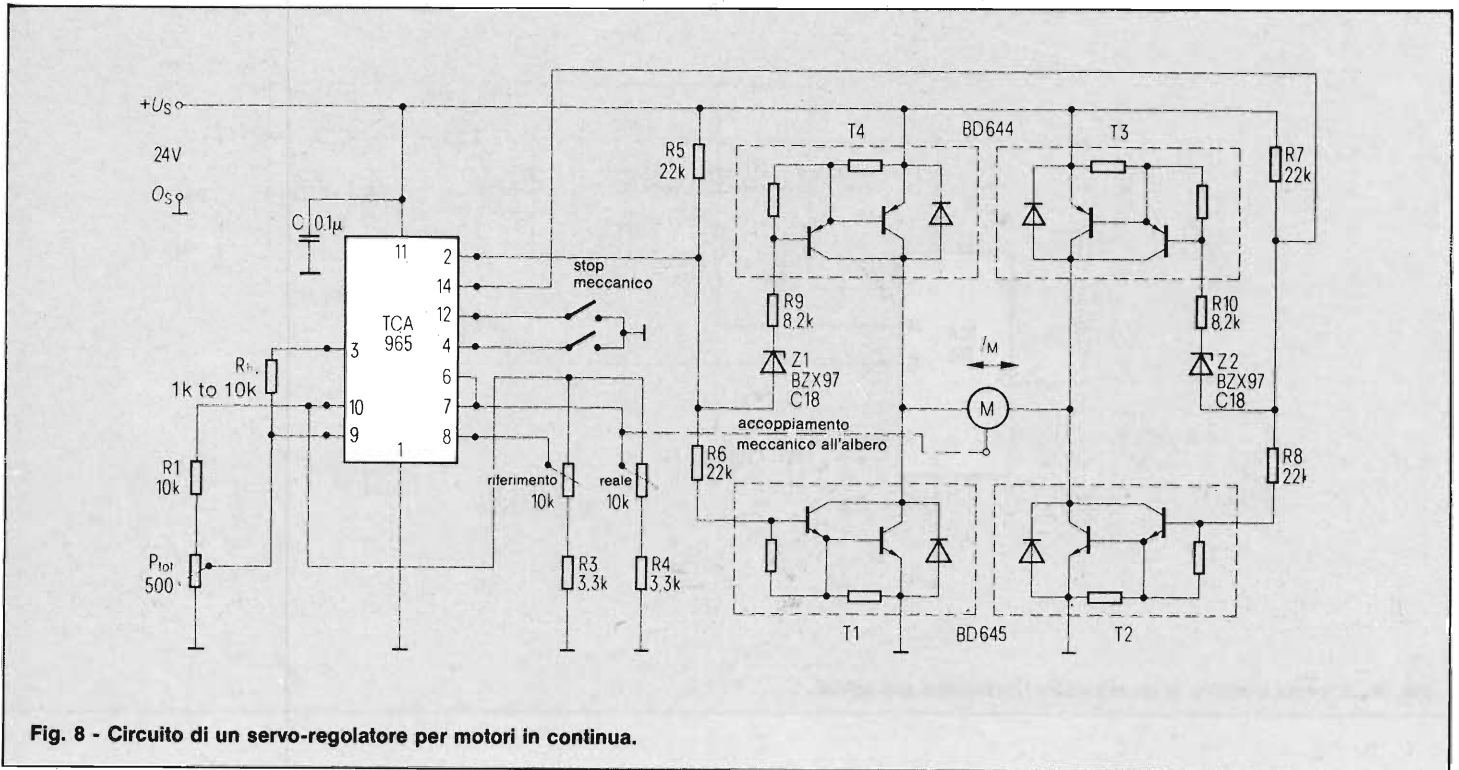 +Us
24V
Os
C 0.1µ
11
2
14
12
4
6
7
8
3
10
9
1
TCA
965
1k to 10k
R1
10k
Ptot
500
stop
meccanico
riferimento
10k
reale
10k
R3
3,3k
R4
3,3k
R5
22k
R6
22k
T4
BD644
T3
R7
22k
R9
8,2k
Z1
BZX97
C18
IM
M
accoppiamento
meccanico all'albero
R10
8,2k
Z2
BZX97
C18
R8
22k
T1
BD645
T2
Fig. 8 - Circuito di un servo-regolatore per motori in continua.